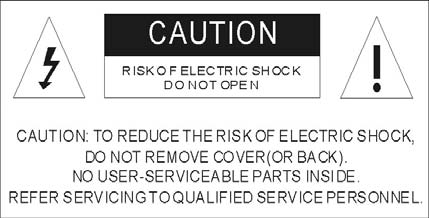 CAUTION
RISK OF ELECTRIC SHOCK
DO NOT OPEN
!
CAUTION: TO REDUCE THE RISK OF ELECTRIC SHOCK,
DO NOT REMOVE COVER(OR BACK).
NO USER-SERVICEABLE PARTS INSIDE.
REFER SERVICING TO QUALIFIED SERVICE PERSONNEL.